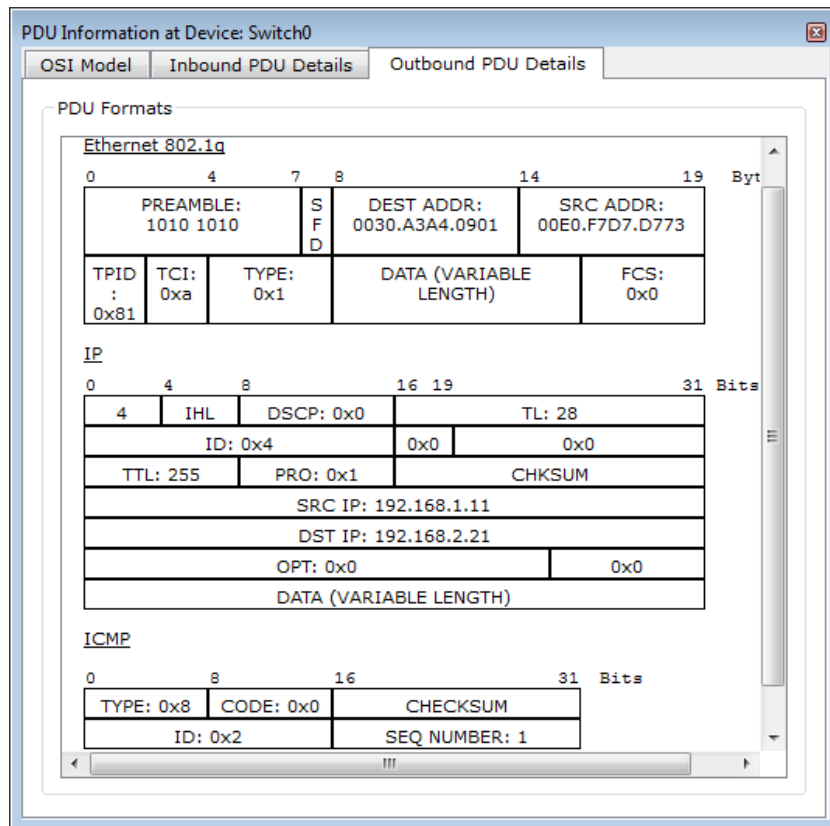 PDU Information at Device: Switch0
OSI Model Inbound PDU Details Outbound PDU Details
PDU Formats
Ethernet 802.1q
0 4 7 8 14 19 Byt
PREAMBLE: 1010 1010 S F D DEST ADDR: 0030.A3A4.0901 SRC ADDR: 00E0.F7D7.D773
TPID : 0x81 TCI: 0xa TYPE: 0x1 DATA (VARIABLE LENGTH) FCS: 0x0
IP
0 4 8 16 19 31 Bits
4 IHL DSCP: 0x0 TL: 28
ID: 0x4 0x0 0x0
TTL: 255 PRO: 0x1 CHKSUM
SRC IP: 192.168.1.11
DST IP: 192.168.2.21
OPT: 0x0 0x0
DATA (VARIABLE LENGTH)
ICMP
0 8 16 31 Bits
TYPE: 0x8 CODE: 0x0 CHECKSUM
ID: 0x2 SEQ NUMBER: 1